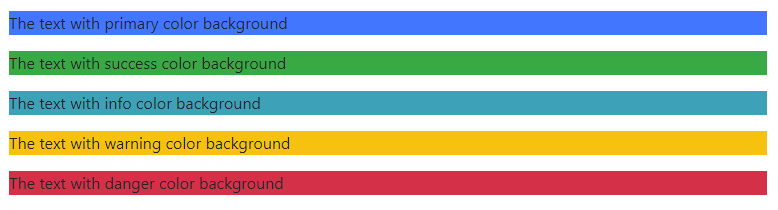 The text with primary color background
The text with success color background
The text with info color background
The text with warning color background
The text with danger color background